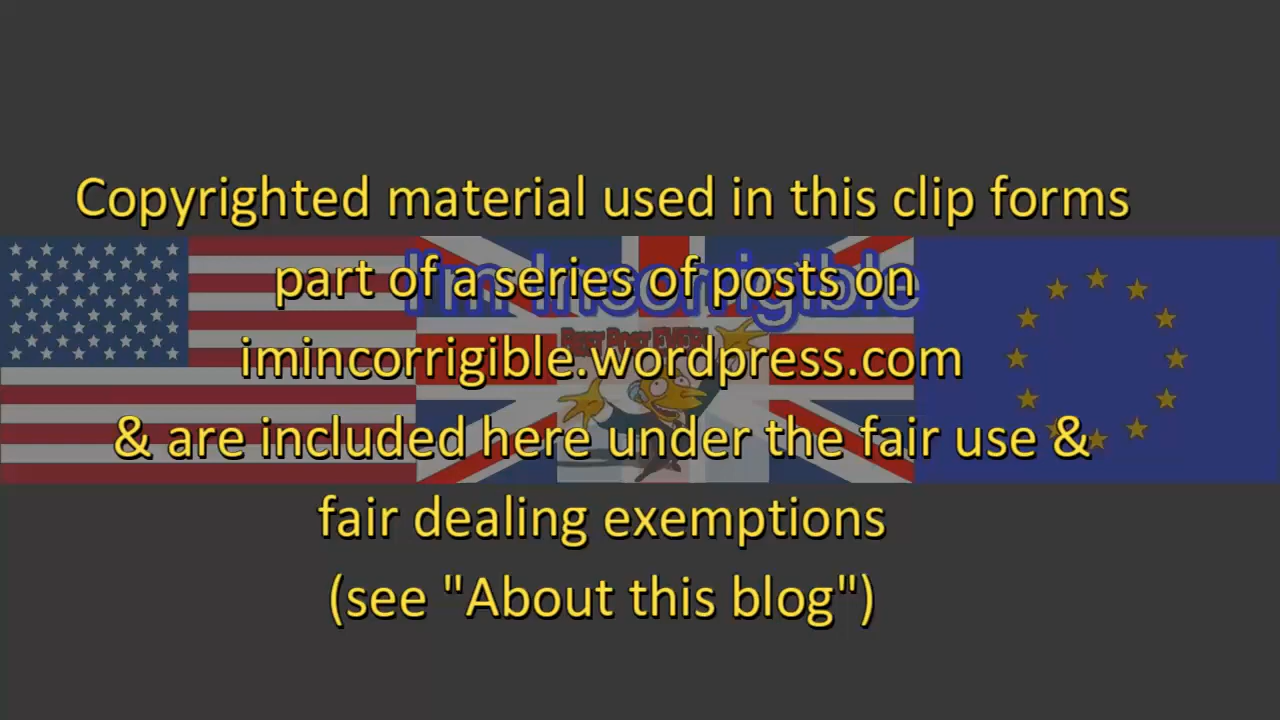 Copyrighted material used in this clip forms
part of a series of posts on
I'm Incorrigible
imincorrigible.wordpress.com
& are included here under the fair use &
fair dealing exemptions
(see "About this blog")